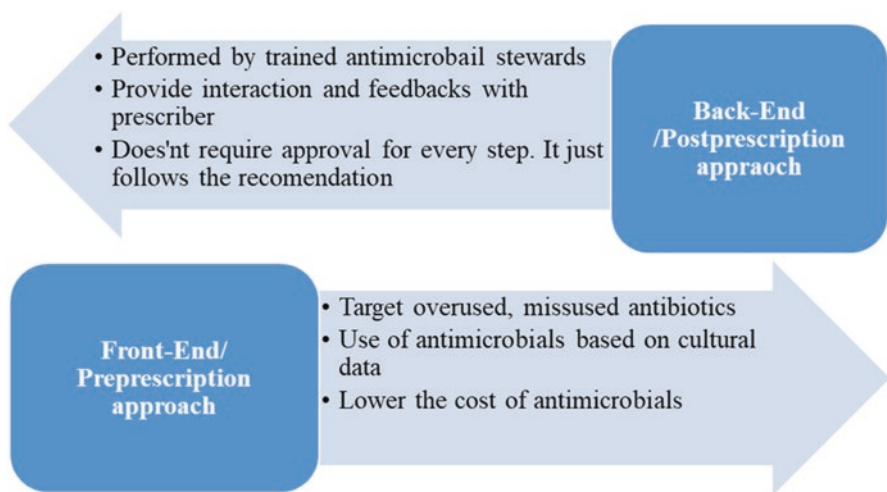 • Performed by trained antimicrobail stewards
• Provide interaction and feedbacks with
prescriber
• Does'nt require approval for every step. It just
follows the recomendation
Back-End
/Postprescription
appraoch
Front-End/
Preprescription
approach
• Target overused, missused antibiotics
• Use of antimicrobials based on cultural
data
• Lower the cost of antimicrobials